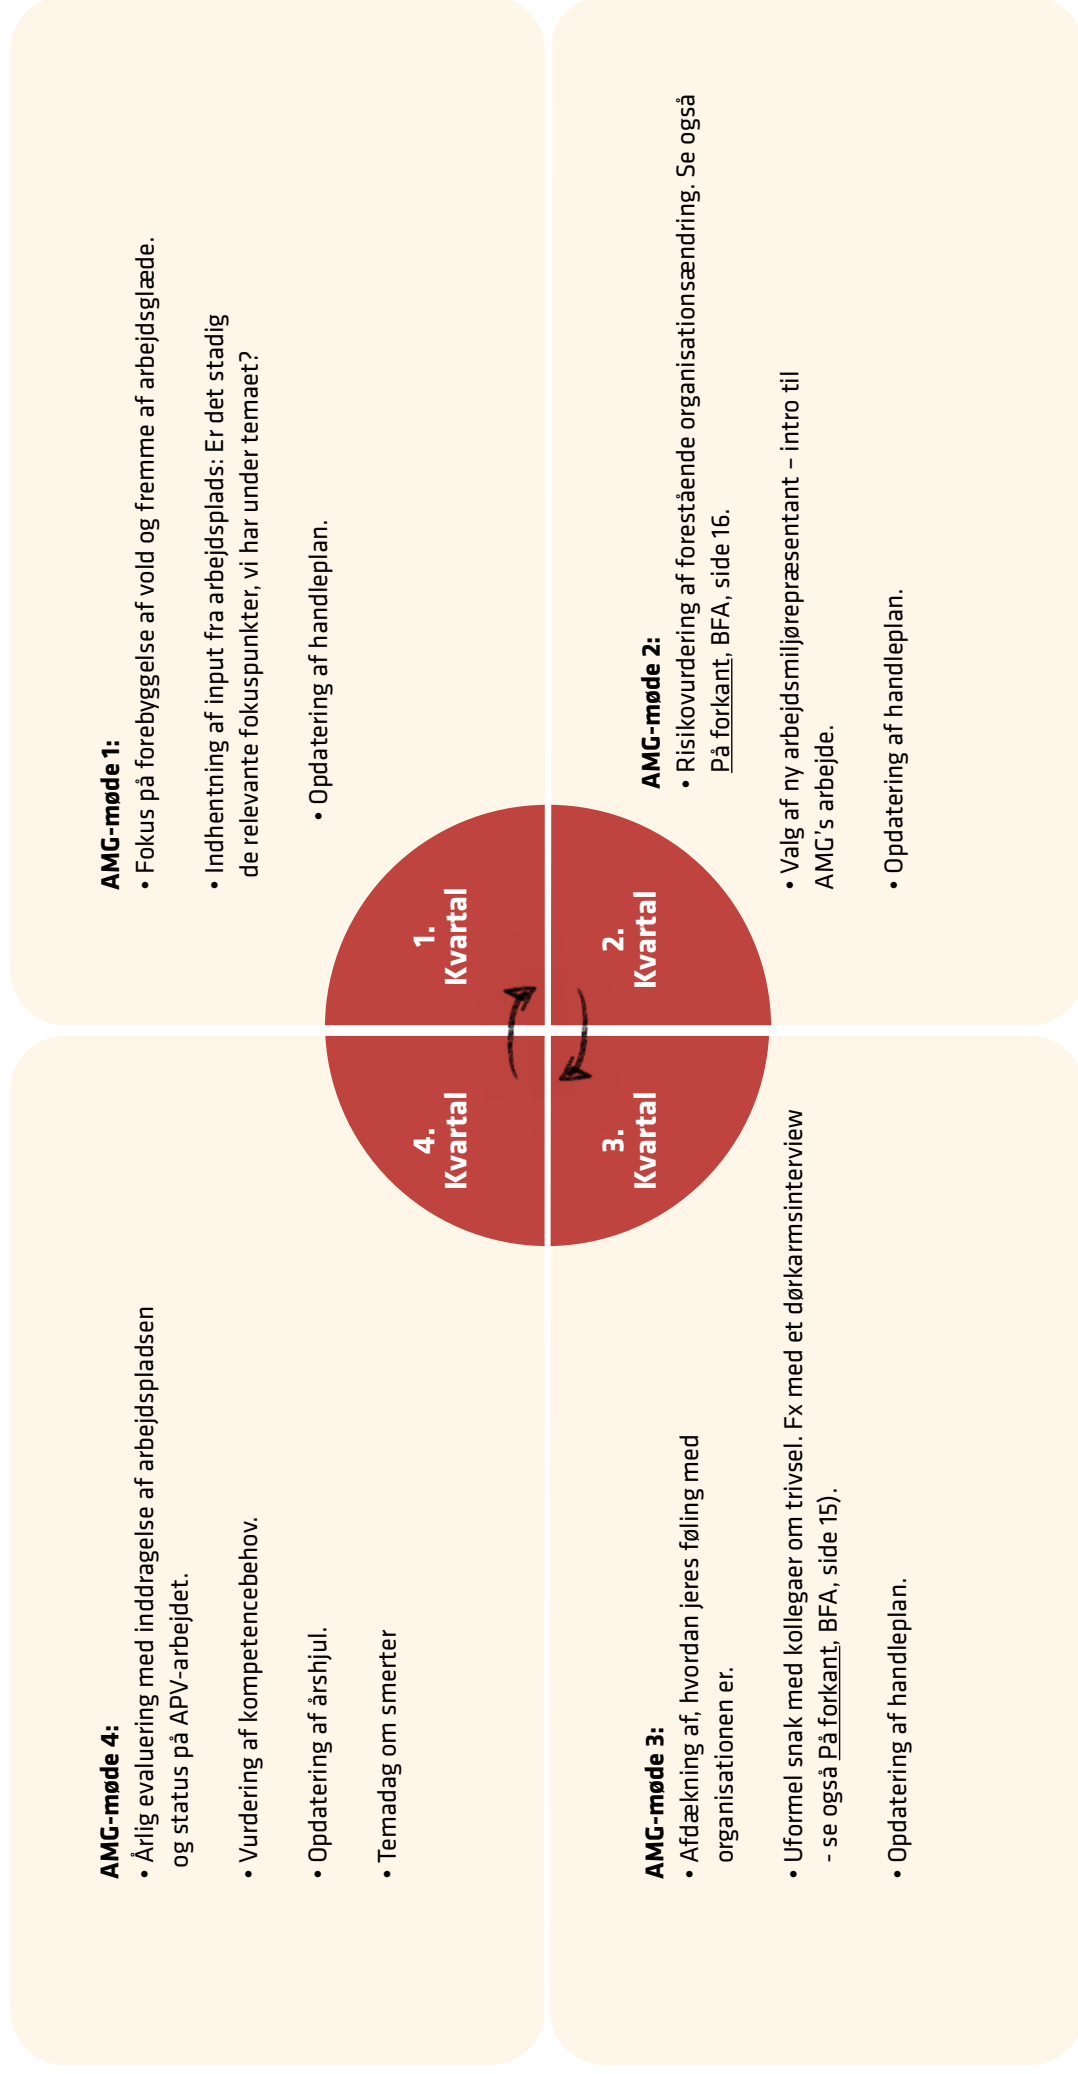 AMG-møde 1:
• Fokus på forebyggelse af vold og fremme af arbejdsglæde.
• Indhentning af input fra arbejdsplads: Er det stadig
de relevante fokuspunkter, vi har under temaet?
• Opdatering af handleplan.
1.
Kvartal
AMG-møde 2:
• Risikovurdering af forestående organisationsændring. Se også
På forkant, BFA, side 16.
• Valg af ny arbejdsmiljørepræsentant – intro til
AMG's arbejde.
• Opdatering af handleplan.
2.
Kvartal
AMG-møde 3:
• Afdækning af, hvordan jeres føling med
organisationen er.
• Uformel snak med kollegaer om trivsel. Fx med et dørkarmsinterview
- se også På forkant, BFA, side 15).
• Opdatering af handleplan.
3.
Kvartal
AMG-møde 4:
• Årlig evaluering med inddragelse af arbejdspladsen
og status på APV-arbejdet.
• Vurdering af kompetencebehov.
• Opdatering af årshjul.
• Temadag om smerter
4.
Kvartal